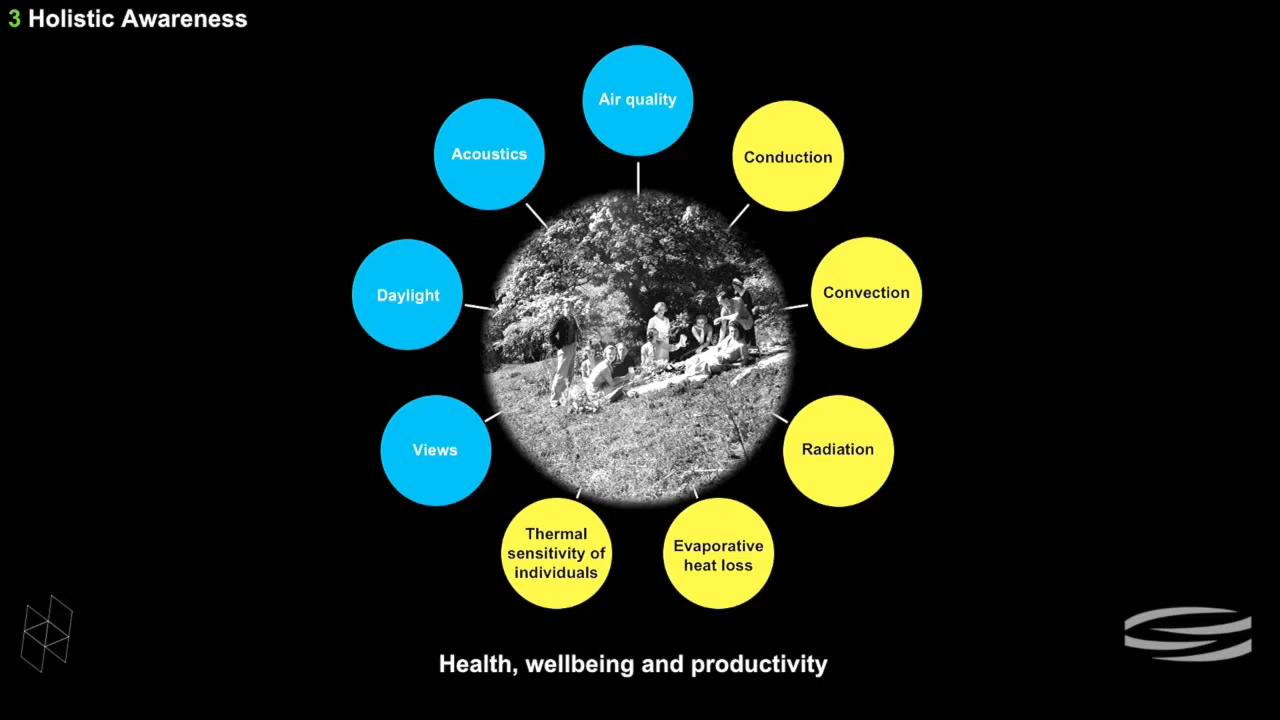 3 Holistic Awareness
Air quality
Acoustics
Conduction
Daylight
Convection
Views
Radiation
Thermal
sensitivity of
individuals
Evaporative
heat loss
Health, wellbeing and productivity